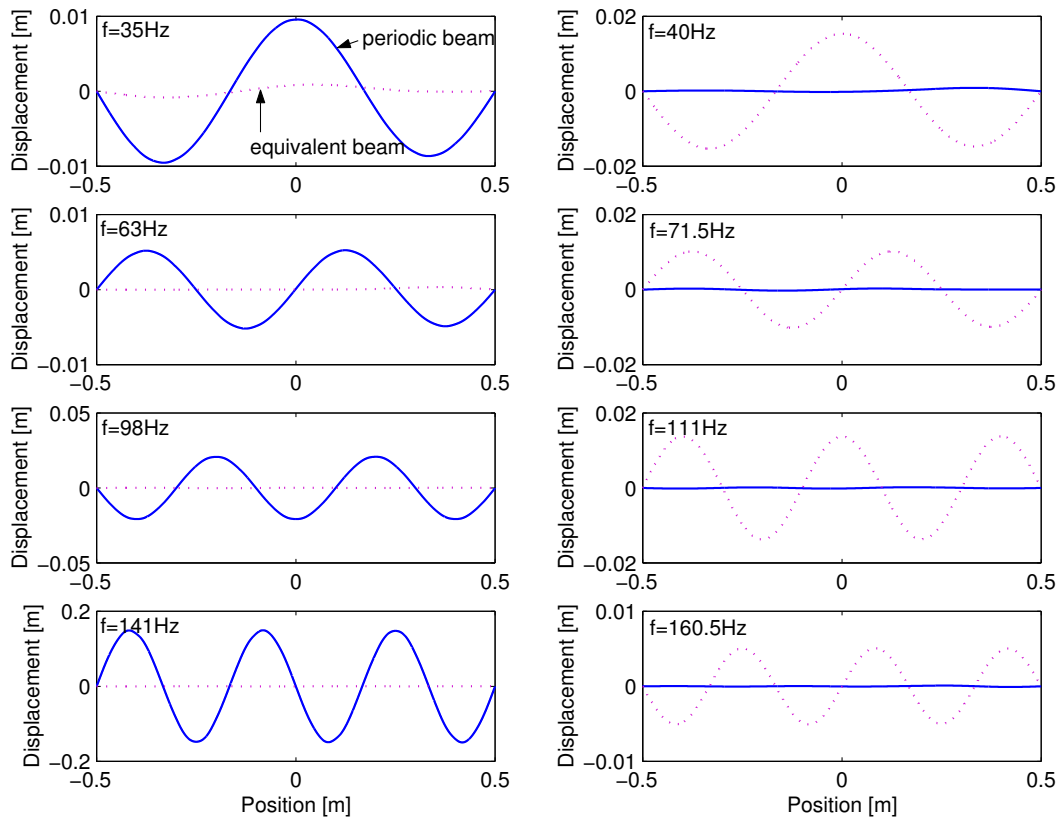 0.01
f=35Hz
periodic beam
Displacement [m]
0
equivalent beam
−0.01
−0.5
0
0.5
0.02
f=40Hz
Displacement [m]
0
−0.02
−0.5
0
0.5
0.01
f=63Hz
Displacement [m]
0
−0.01
−0.5
0
0.5
0.02
f=71.5Hz
Displacement [m]
0
−0.02
−0.5
0
0.5
0.05
f=98Hz
Displacement [m]
0
−0.05
−0.5
0
0.5
0.02
f=111Hz
Displacement [m]
0
−0.02
−0.5
0
0.5
0.2
f=141Hz
Displacement [m]
0
−0.2
−0.5
0
0.5
Position [m]
0.01
f=160.5Hz
Displacement [m]
0
−0.01
−0.5
0
0.5
Position [m]